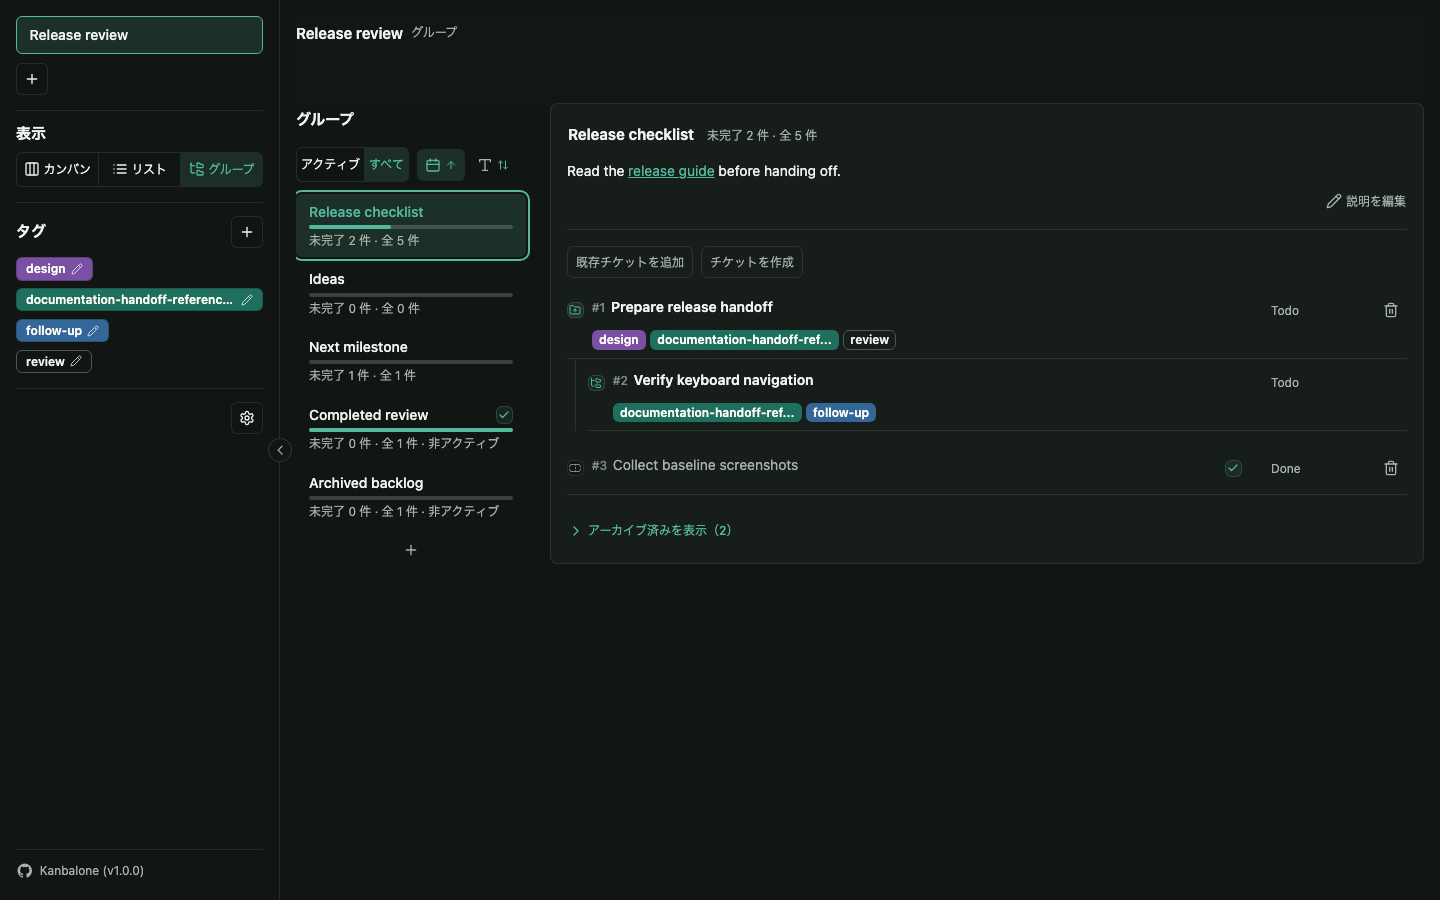 Release review
表示
カンバン
リスト
グループ
タグ
design
documentation-handoff-referenc...
follow-up
review
Kanbalone (v1.0.0)
Release review グループ
グループ
アクティブ すべて
Release checklist
未完了 2 件 · 全 5 件
Ideas
未完了 0 件 · 全 0 件
Next milestone
未完了 1 件 · 全 1 件
Completed review
未完了 0 件 · 全 1 件 · 非アクティブ
Archived backlog
未完了 0 件 · 全 1 件 · 非アクティブ
Release checklist 未完了 2 件 · 全 5 件
Read the release guide before handing off.
説明を編集
既存チケットを追加 チケットを作成
#1 Prepare release handoff Todo
design documentation-handoff-ref... review
#2 Verify keyboard navigation Todo
documentation-handoff-ref... follow-up
#3 Collect baseline screenshots Done
アーカイブ済みを表示（2）